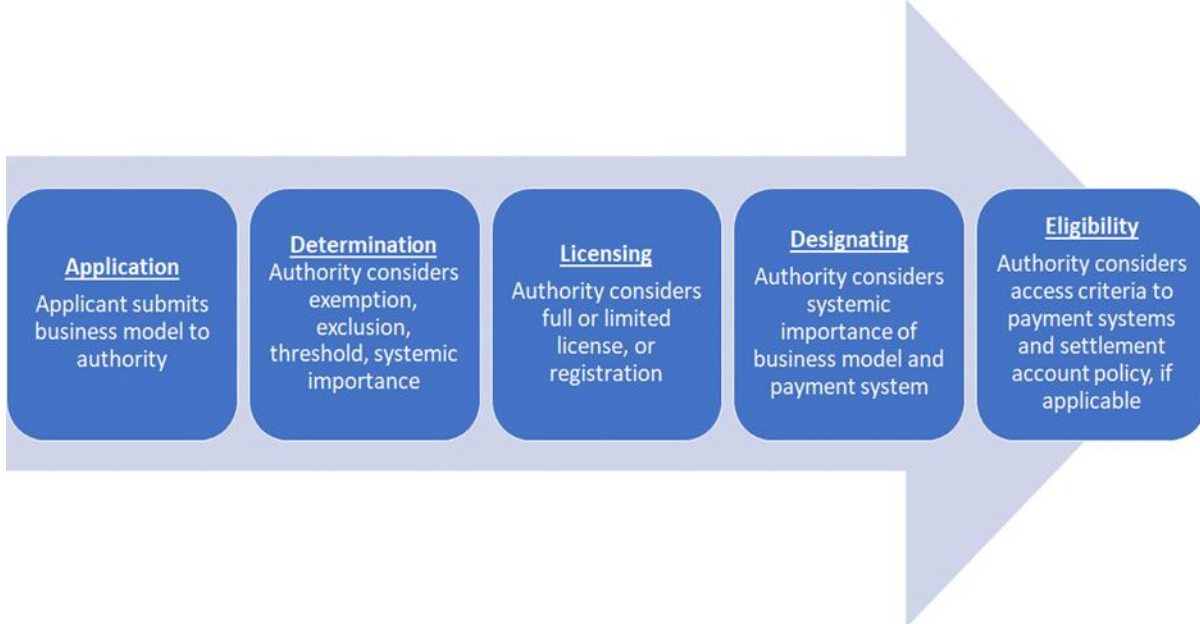 Application
Applicant submits
business model to
authority
Determination
Authority considers
exemption,
exclusion,
threshold, systemic
importance
Licensing
Authority considers
full or limited
license, or
registration
Designating
Authority considers
systemic
importance of
business model and
payment system
Eligibility
Authority considers
access criteria to
payment systems
and settlement
account policy, if
applicable